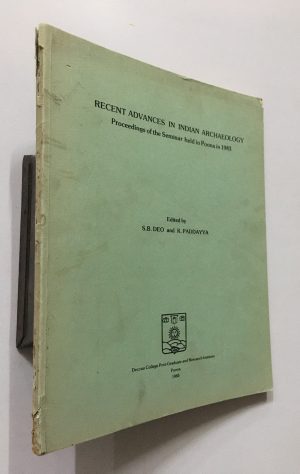 RECENT ADVANCES IN INDIAN ARCHAEOLOGY
Proceedings of the Seminar held in Poona in 1983
Edited by
S.B. DEO and K. PADDAYYA
Deccan College Post-Graduate and Research Institute
Poona